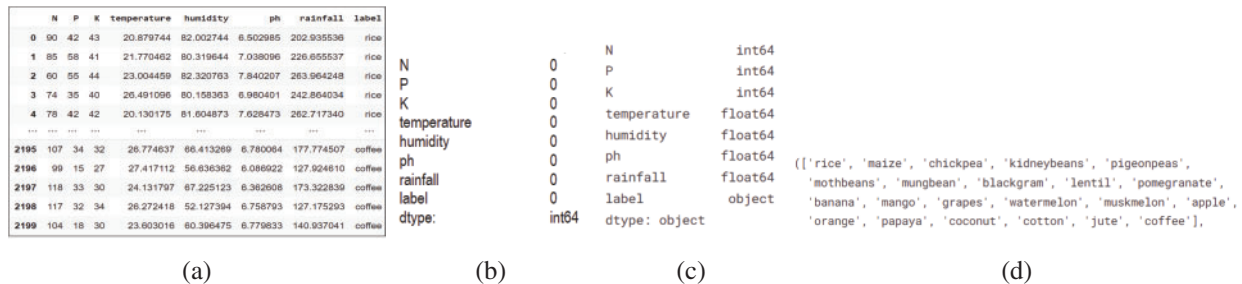 N P K temperature humidity ph rainfall label
0 90 42 43 20.879744 82.002744 6.502985 202.935536 rice
1 85 58 41 21.770462 80.319644 7.038096 226.655537 rice
2 60 55 44 23.004459 82.320763 7.840207 263.964248 rice
3 74 35 40 26.491096 80.158363 6.980401 242.864034 rice
4 78 42 42 20.130175 81.604873 7.628473 262.717340 rice
... ... ... ... ... ... ... ... ...
2195 107 34 32 26.774637 66.413269 6.780064 177.774507 coffee
2196 99 15 27 27.417112 56.636362 6.086922 127.924610 coffee
2197 118 33 30 24.131797 67.225123 6.362608 173.322839 coffee
2198 117 32 34 26.272418 52.127394 6.758793 127.175293 coffee
2199 104 18 30 23.603016 60.396475 6.779833 140.937041 coffee
(a)
N 0
P 0
K 0
temperature 0
humidity 0
ph 0
rainfall 0
label 0
dtype: int64
(b)
N int64
P int64
K int64
temperature float64
humidity float64
ph float64
rainfall float64
label object
dtype: object
(c)
(['rice', 'maize', 'chickpea', 'kidneybeans', 'pigeonpeas',
'mothbeans', 'mungbean', 'blackgram', 'lentil', 'pomegranate',
'banana', 'mango', 'grapes', 'watermelon', 'muskmelon', 'apple',
'orange', 'papaya', 'coconut', 'cotton', 'jute', 'coffee'],
(d)